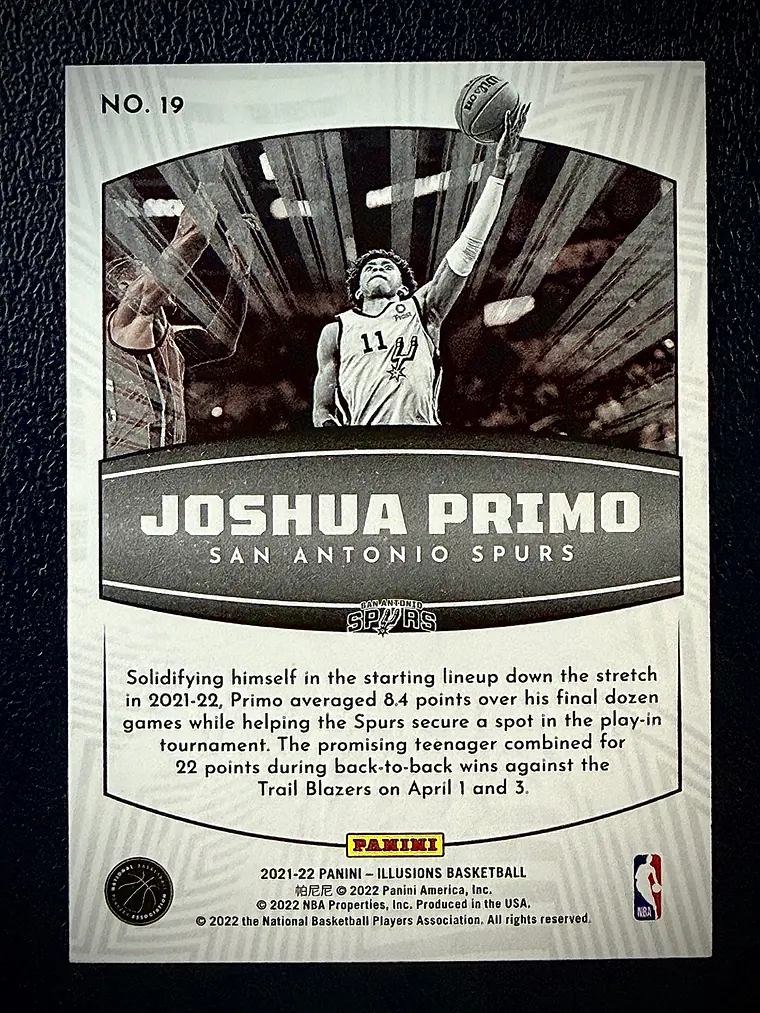 NO. 19
WILSON
11
Frost
JOSHUA PRIMO
SAN ANTONIO SPURS
SAN ANTONIO
SPURS
Solidifying himself in the starting lineup down the stretch
in 2021-22, Primo averaged 8.4 points over his final dozen
games while helping the Spurs secure a spot in the play-in
tournament. The promising teenager combined for
22 points during back-to-back wins against the
Trail Blazers on April 1 and 3.
PANINI
2021-22 PANINI – ILLUSIONS BASKETBALL
帕尼尼 © 2022 Panini America, Inc.
© 2022 NBA Properties, Inc. Produced in the USA.
© 2022 the National Basketball Players Association. All rights reserved.
NATIONAL BASKETBALL
ASSOCIATION
NBA